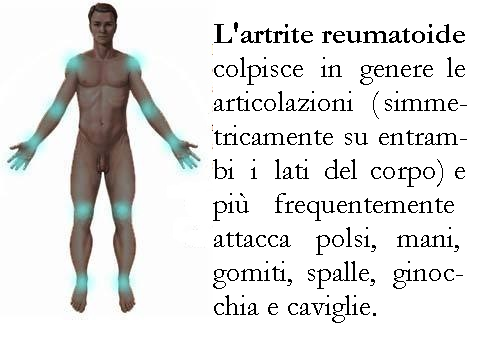 L'artrite reumatoide
colpisce in genere le
articolazioni (simme-
tricamente su entram-
bi i lati del corpo) e
più frequentemente
attacca polsi, mani,
gomiti, spalle, ginoc-
chia e caviglie.